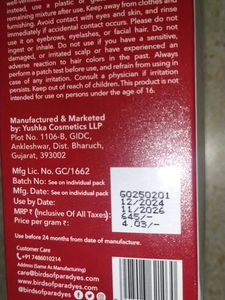 instead, use a plastic or g
remaining mixture after use. Keep away from clothes and
furnishing. Avoid contact with eyes and skin, and rinse
immediately if accidental contact occurs. Please do not
use it on eyebrows, eyelashes, or facial hair. Do not
ingest or inhale. Do not use if you have a sensitive,
damaged, or irritated scalp or have experienced an
adverse reaction to hair colors in the past. Always
perform a patch test before use, and refrain from using in
case of any irritation. Consult a physician if irritation
persists. Keep out of reach of children. This product is not
intended for use on persons under the age of 16.
Manufactured & Marketed
by: Yushka Cosmetics LLP
Plot No. 1106-B, GIDC,
Ankleshwar, Dist. Bharuch,
Gujarat, 393002
Mfg Lic. No. GC/1662
Batch No: See on individual pack
Mfg. Date: See on individual pack
Use by Date:
MRP ₹ (Inclusive Of All Taxes):
Price per gram ₹:
GO250201
12/2024
11/2026
645/-
4.03/-
Use before 24 months from date of manufacture.
Customer Care
+91 7486010214
Address (Same As Manufacturing)
care@birdsofparadyes.com
@birdsofparadyes